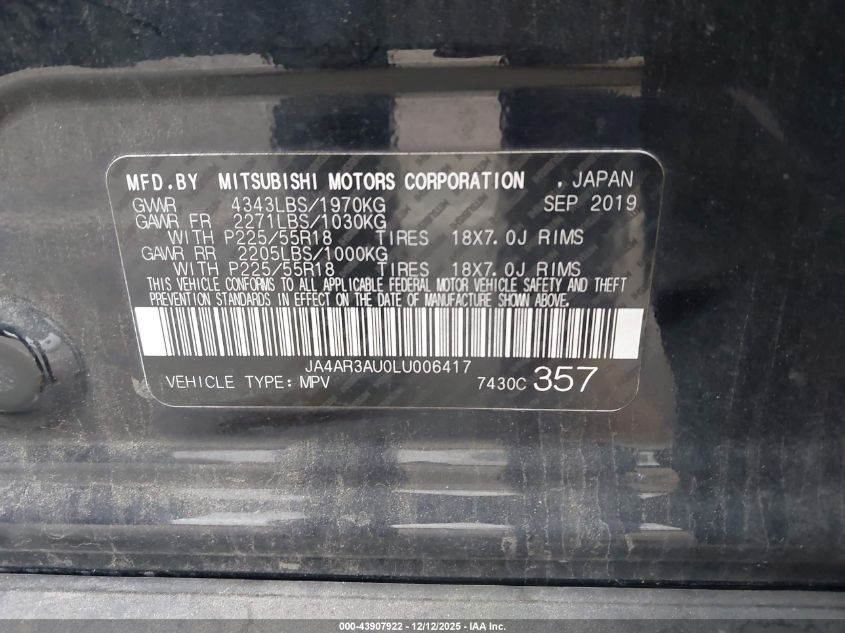 MFD.BY MITSUBISHI MOTORS CORPORATION , JAPAN
GVWR 4343LBS/1970KG SEP 2019
GAWR FR 2271LBS/1030KG
WITH P225/55R18 TIRES 18X7.0J RIMS
GAWR RR 2205LBS/1000KG
WITH P225/55R18 TIRES 18X7.0J RIMS
THIS VEHICLE CONFORMS TO ALL APPLICABLE FEDERAL MOTOR VEHICLE SAFETY AND THEFT
PREVENTION STANDARDS IN EFFECT ON THE DATE OF MANUFACTURE SHOWN ABOVE.
JA4AR3AU0LU006417
VEHICLE TYPE: MPV 7430C 357
000-43907922 - 12/12/2025 - IAA Inc.